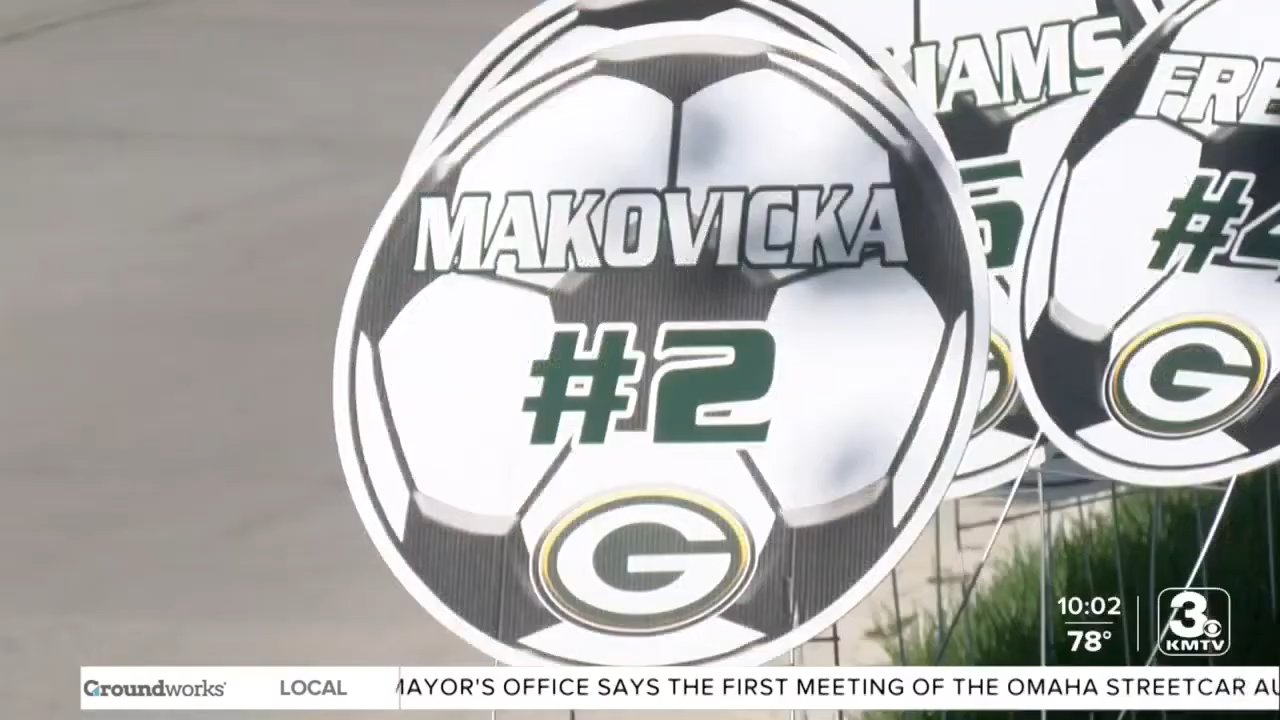 MAKOVICKA
#2
G
#
G
10:02
78°
3
KMTV
Groundworks
LOCAL
MAYOR'S OFFICE SAYS THE FIRST MEETING OF THE OMAHA STREETCAR